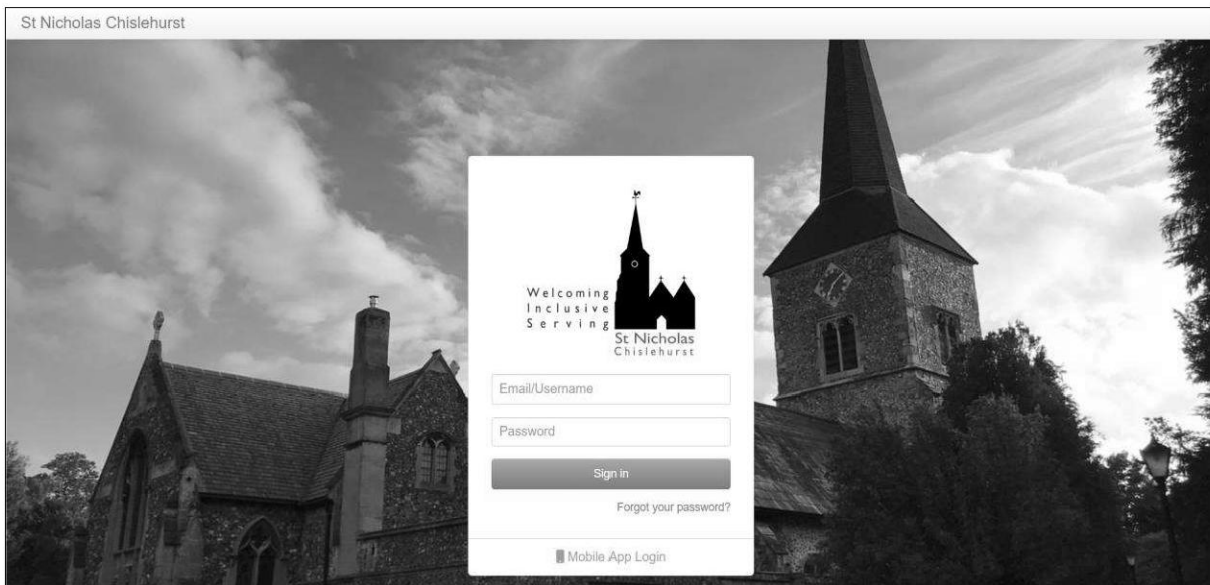 St Nicholas Chislehurst
Welcoming
Inclusive
Serving
St Nicholas
Chislehurst
Email/Username
Password
Sign in
Forgot your password?
Mobile App Login